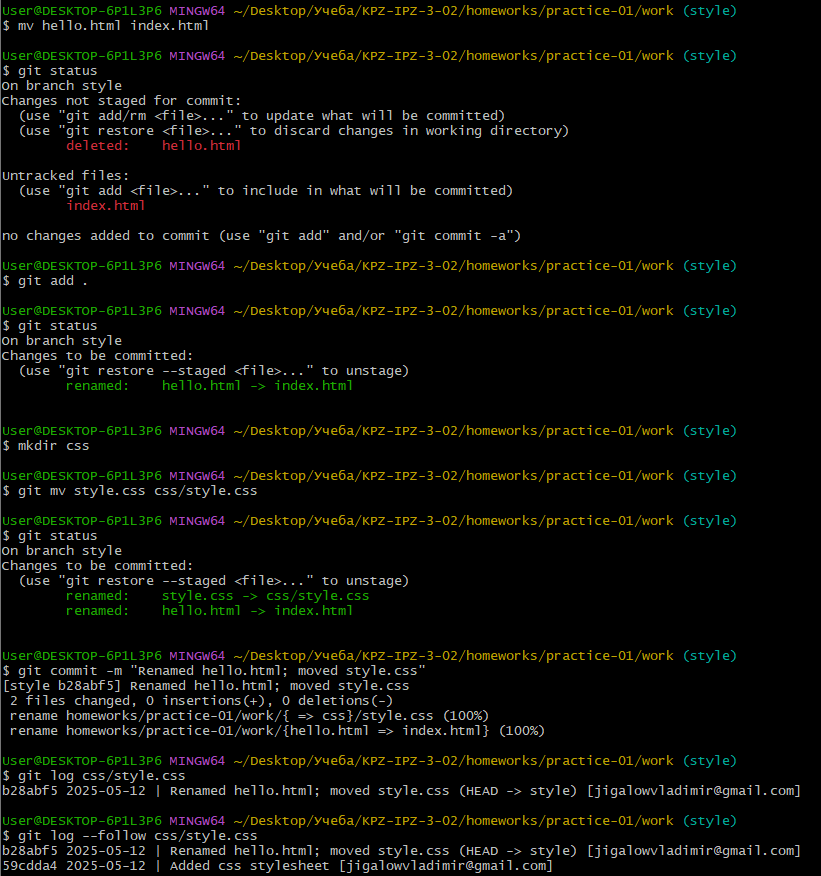 User@DESKTOP-6P1L3P6 MINGW64 ~/Desktop/Учеба/KPZ-IPZ-3-02/homeworks/practice-01/work (style)
$ mv hello.html index.html
User@DESKTOP-6P1L3P6 MINGW64 ~/Desktop/Учеба/KPZ-IPZ-3-02/homeworks/practice-01/work (style)
$ git status
On branch style
Changes not staged for commit:
  (use "git add/rm <file>..." to update what will be committed)
  (use "git restore <file>..." to discard changes in working directory)
        deleted:    hello.html
Untracked files:
  (use "git add <file>..." to include in what will be committed)
        index.html
no changes added to commit (use "git add" and/or "git commit -a")
User@DESKTOP-6P1L3P6 MINGW64 ~/Desktop/Учеба/KPZ-IPZ-3-02/homeworks/practice-01/work (style)
$ git add .
User@DESKTOP-6P1L3P6 MINGW64 ~/Desktop/Учеба/KPZ-IPZ-3-02/homeworks/practice-01/work (style)
$ git status
On branch style
Changes to be committed:
  (use "git restore --staged <file>..." to unstage)
        renamed:    hello.html -> index.html
User@DESKTOP-6P1L3P6 MINGW64 ~/Desktop/Учеба/KPZ-IPZ-3-02/homeworks/practice-01/work (style)
$ mkdir css
User@DESKTOP-6P1L3P6 MINGW64 ~/Desktop/Учеба/KPZ-IPZ-3-02/homeworks/practice-01/work (style)
$ git mv style.css css/style.css
User@DESKTOP-6P1L3P6 MINGW64 ~/Desktop/Учеба/KPZ-IPZ-3-02/homeworks/practice-01/work (style)
$ git status
On branch style
Changes to be committed:
  (use "git restore --staged <file>..." to unstage)
        renamed:    style.css -> css/style.css
        renamed:    hello.html -> index.html
User@DESKTOP-6P1L3P6 MINGW64 ~/Desktop/Учеба/KPZ-IPZ-3-02/homeworks/practice-01/work (style)
$ git commit -m "Renamed hello.html; moved style.css"
[style b28abf5] Renamed hello.html; moved style.css
 2 files changed, 0 insertions(+), 0 deletions(-)
 rename homeworks/practice-01/work/{ => css}/style.css (100%)
 rename homeworks/practice-01/work/{hello.html => index.html} (100%)
User@DESKTOP-6P1L3P6 MINGW64 ~/Desktop/Учеба/KPZ-IPZ-3-02/homeworks/practice-01/work (style)
$ git log css/style.css
b28abf5 2025-05-12 | Renamed hello.html; moved style.css (HEAD -> style) [jigalowvladimir@gmail.com]
User@DESKTOP-6P1L3P6 MINGW64 ~/Desktop/Учеба/KPZ-IPZ-3-02/homeworks/practice-01/work (style)
$ git log --follow css/style.css
b28abf5 2025-05-12 | Renamed hello.html; moved style.css (HEAD -> style) [jigalowvladimir@gmail.com]
59cdda4 2025-05-12 | Added css stylesheet [jigalowvladimir@gmail.com]